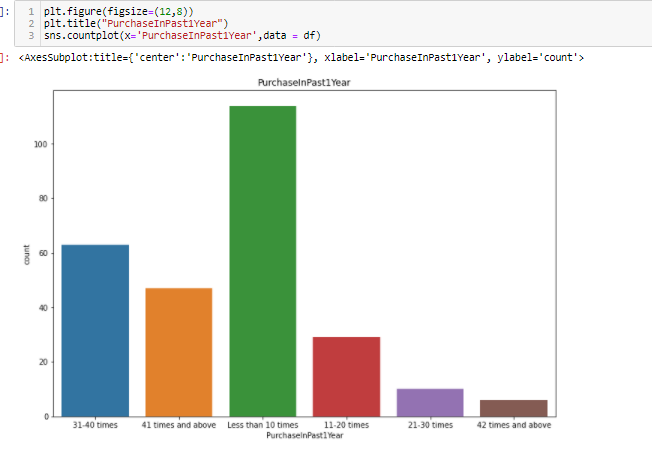 ]: 1 plt.figure(figsize=(12,8))
2 plt.title("PurchaseInPast1Year")
3 sns.countplot(x='PurchaseInPast1Year',data = df)
]: <AxesSubplot:title={'center':'PurchaseInPast1Year'}, xlabel='PurchaseInPast1Year', ylabel='count'>
PurchaseInPast1Year
100
80
60
40
20
0
count
31-40 times 41 times and above Less than 10 times 11-20 times 21-30 times 42 times and above
PurchaseInPast1Year